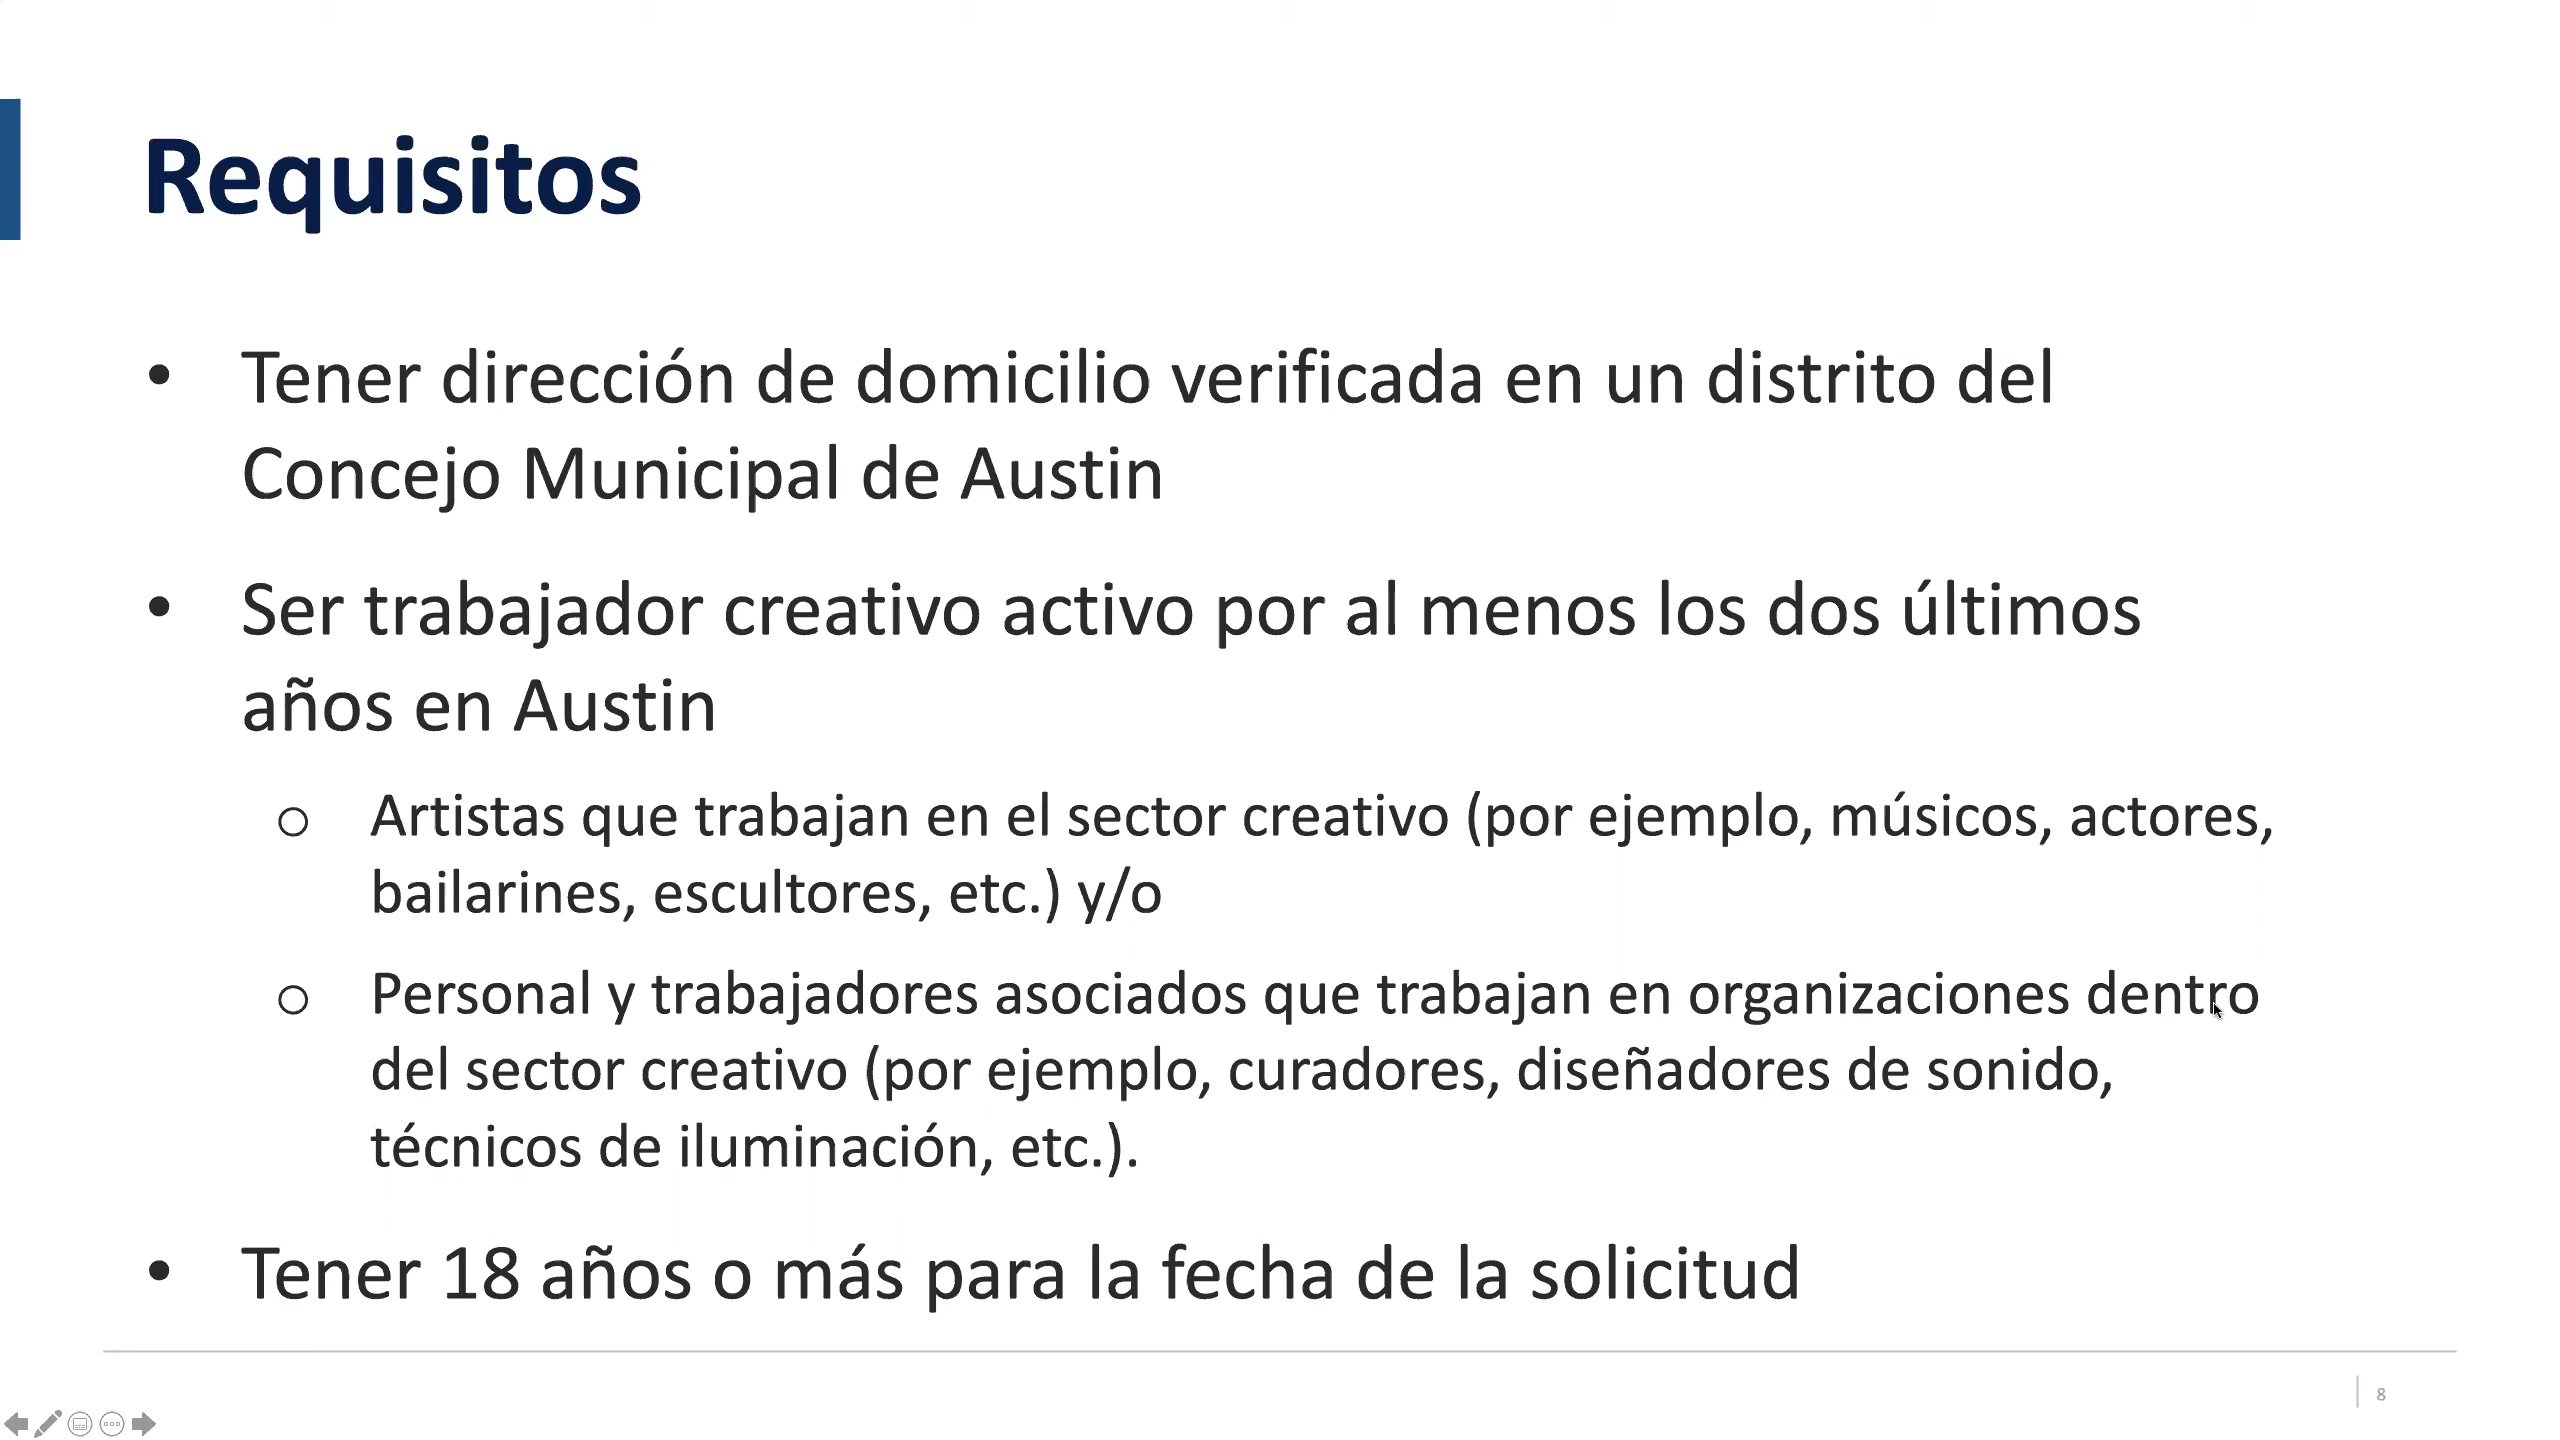 Requisitos
• Tener dirección de domicilio verificada en un distrito del
Concejo Municipal de Austin
• Ser trabajador creativo activo por al menos los dos últimos
años en Austin
o Artistas que trabajan en el sector creativo (por ejemplo, músicos, actores,
bailarines, escultores, etc.) y/o
o Personal y trabajadores asociados que trabajan en organizaciones dentro
del sector creativo (por ejemplo, curadores, diseñadores de sonido,
técnicos de iluminación, etc.).
• Tener 18 años o más para la fecha de la solicitud
8